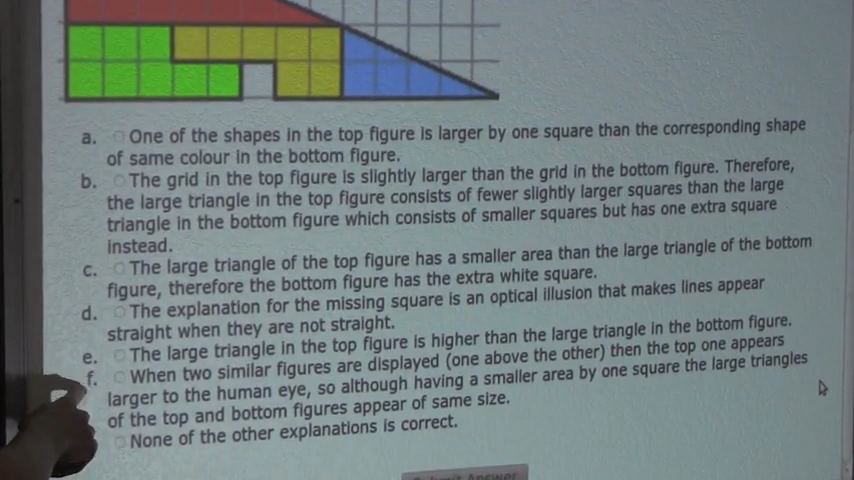 a. One of the shapes in the top figure is larger by one square than the corresponding shape
of same colour in the bottom figure.
b. The grid in the top figure is slightly larger than the grid in the bottom figure. Therefore,
the large triangle in the top figure consists of fewer slightly larger squares than the large
triangle in the bottom figure which consists of smaller squares but has one extra square
instead.
c. The large triangle of the top figure has a smaller area than the large triangle of the bottom
figure, therefore the bottom figure has the extra white square.
d. The explanation for the missing square is an optical illusion that makes lines appear
straight when they are not straight.
e. The large triangle in the top figure is higher than the large triangle in the bottom figure.
f. When two similar figures are displayed (one above the other) then the top one appears
larger to the human eye, so although having a smaller area by one square the large triangles
of the top and bottom figures appear of same size.
None of the other explanations is correct.
Submit Answer